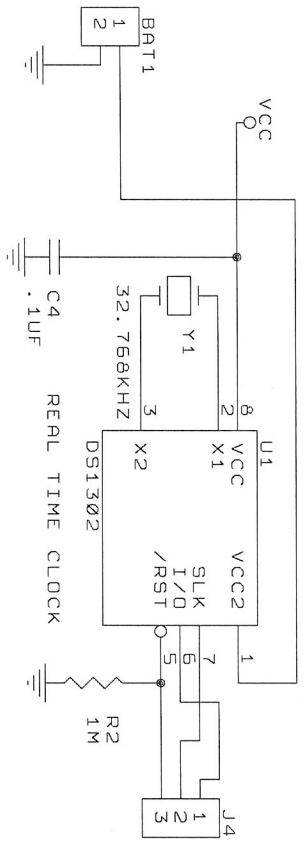 BAT1
1
2
VCC
C4
.1UF
Y1
32.768KHZ
U1
8
VCC
VCC2
1
2
X1
3
X2
SLK
7
I/O
6
/RST
5
DS1302
REAL TIME CLOCK
R2
1M
J4
1
2
3